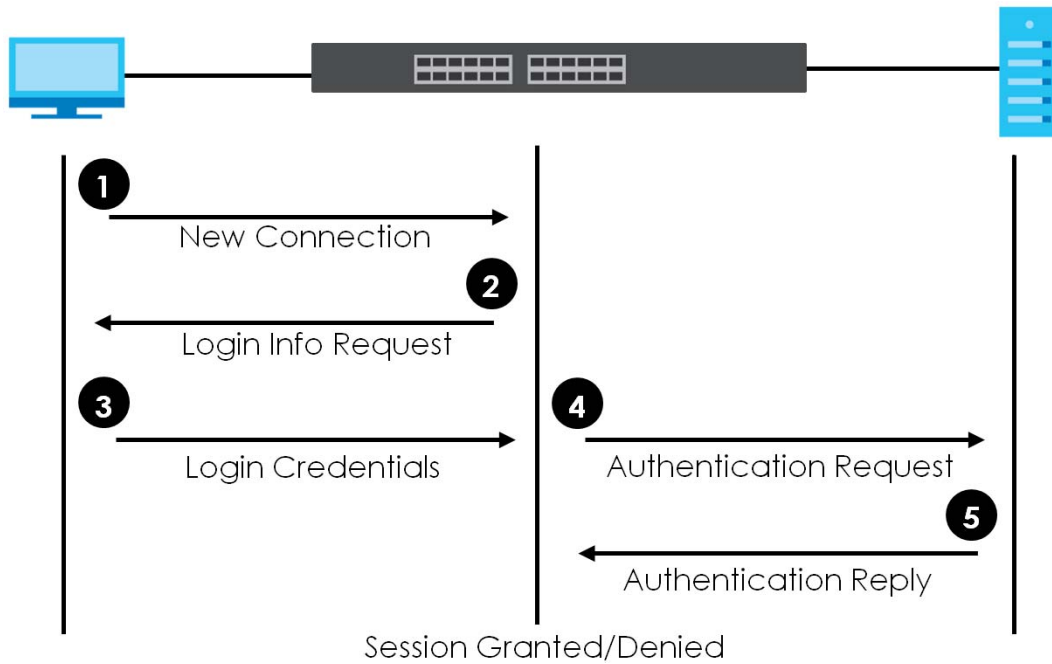 1
New Connection
2
Login Info Request
3
Login Credentials
4
Authentication Request
5
Authentication Reply
Session Granted/Denied